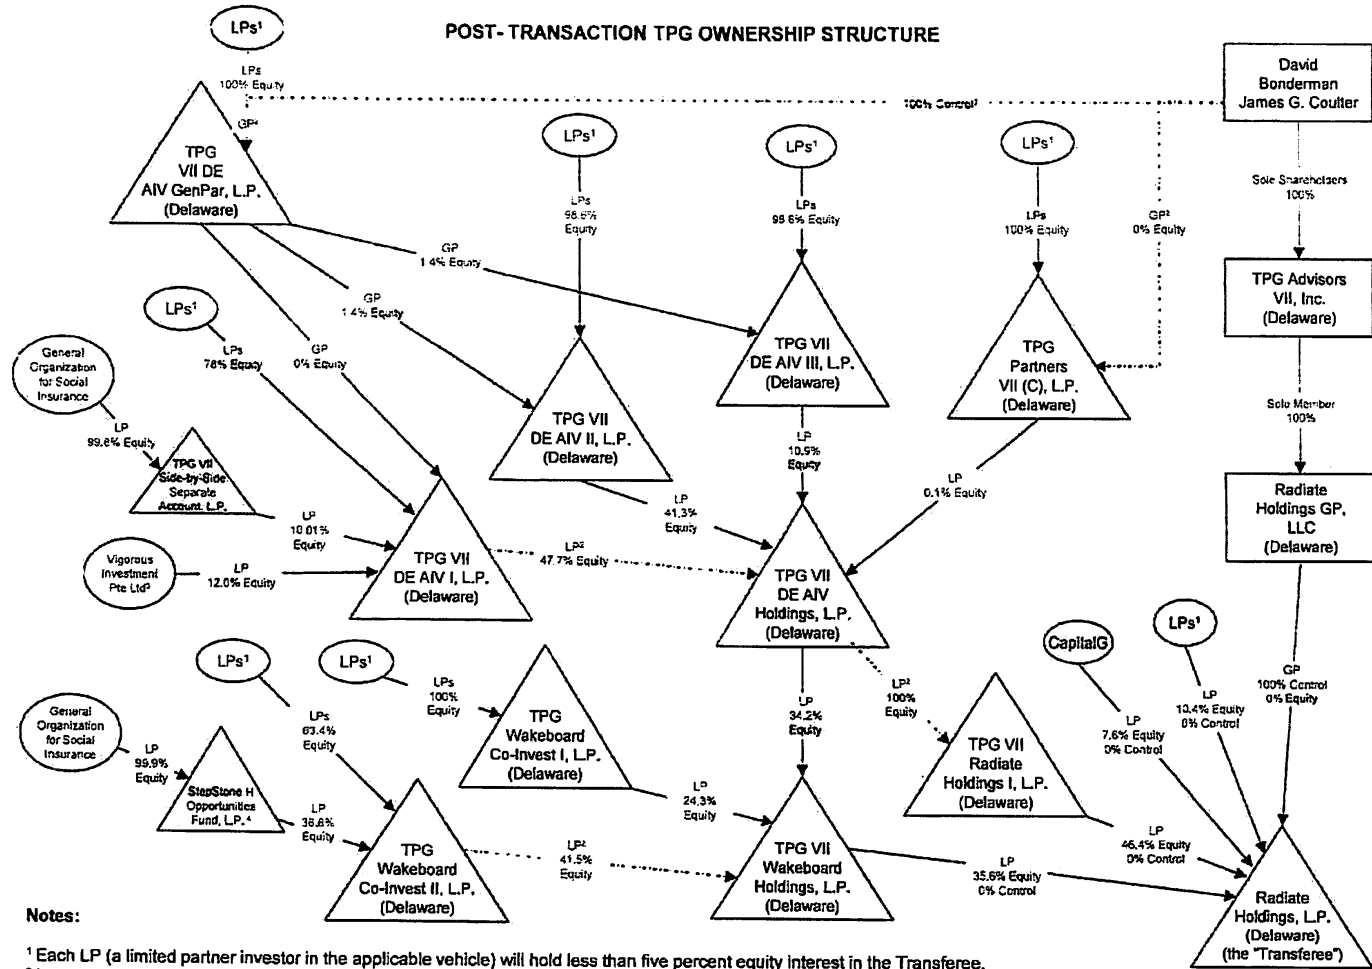 POST- TRANSACTION TPG OWNERSHIP STRUCTURE
LPs¹
LPs
100% Equity
GP²
TPG
VII DE
AIV GenPar, L.P.
(Delaware)
100% Control²
David
Bonderman
James G. Coulter
Sole Shareholders
100%
TPG Advisors
VII, Inc.
(Delaware)
Sole Member
100%
Radiate
Holdings GP,
LLC
(Delaware)
GP
100% Control
0% Equity
LPs¹
LPs
98.6%
Equity
LPs¹
LPs
98.6% Equity
LPs¹
LPs
100% Equity
GP²
0% Equity
GP
1.4% Equity
GP
1.4% Equity
GP
0% Equity
LPs¹
LPs
78% Equity
TPG VII
DE AIV II, L.P.
(Delaware)
TPG VII
DE AIV III, L.P.
(Delaware)
TPG
Partners
VII (C), L.P.
(Delaware)
General
Organization
for Social
Insurance
LP
99.8% Equity
TPG VII
Side-by-Side
Separate
Account, L.P.
LP
10.01%
Equity
Vigorous
Investment
Pte Ltd³
LP
12.0% Equity
TPG VII
DE AIV I, L.P.
(Delaware)
LP²
47.7% Equity
LP
41.3%
Equity
LP
10.9%
Equity
LP
0.1% Equity
TPG VII
DE AIV
Holdings, L.P.
(Delaware)
LPs¹
LPs
63.4%
Equity
LPs¹
LPs
100%
Equity
TPG
Wakeboard
Co-Invest I, L.P.
(Delaware)
LP
24.3%
Equity
LP
34.2%
Equity
LP²
100%
Equity
TPG VII
Radiate
Holdings I, L.P.
(Delaware)
CapitalG
LP
7.6% Equity
0% Control
LPs¹
LP
10.4% Equity
0% Control
LP
46.4% Equity
0% Control
General
Organization
for Social
Insurance
LP
99.9%
Equity
StepStone H
Opportunities
Fund, L.P. ⁴
LP
36.6%
Equity
TPG
Wakeboard
Co-Invest II, L.P.
(Delaware)
LP²
41.5%
Equity
TPG VII
Wakeboard
Holdings, L.P.
(Delaware)
LP
35.6% Equity
0% Control
Radiate
Holdings, L.P.
(Delaware)
(the "Transferee")
Notes:
¹ Each LP (a limited partner investor in the applicable vehicle) will hold less than five percent equity interest in the Transferee.